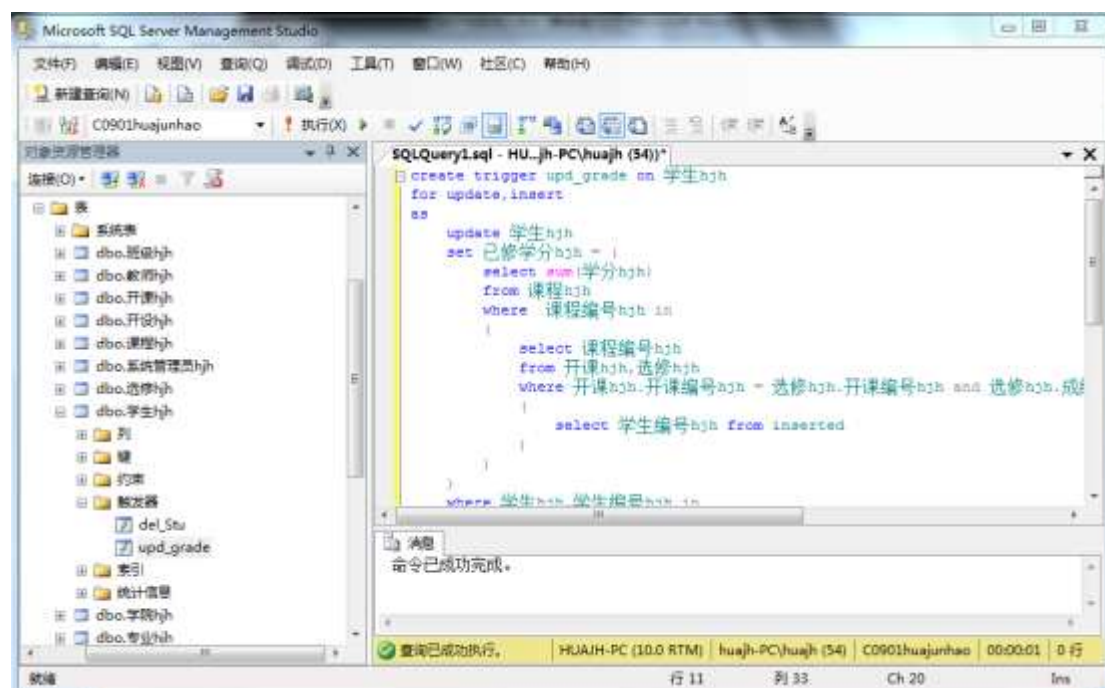 Microsoft SQL Server Management Studio
文件(F) 编辑(E) 视图(V) 查询(Q) 调试(D) 工具(T) 窗口(W) 社区(C) 帮助(H)
新建查询(N)
C0901huajunhao 执行(X)
对象资源管理器
连接(O)
表
系统表
dbo.班级hjh
dbo.教师hjh
dbo.开课hjh
dbo.开设hjh
dbo.课程hjh
dbo.系统管理员hjh
dbo.选修hjh
dbo.学生hjh
列
键
约束
触发器
del_Stu
upd_grade
索引
统计信息
dbo.学院hjh
dbo.专业hjh
SQLQuery1.sql - HU...jh-PC\huajh (54))*
create trigger upd_grade on 学生hjh
for update,insert
as
update 学生hjh
set 已修学分hjh = (
select sum(学分hjh)
from 课程hjh
where 课程编号hjh in
(
select 课程编号hjh
from 开课hjh,选修hjh
where 开课hjh.开课编号hjh = 选修hjh.开课编号hjh and 选修hjh.成绩
(
select 学生编号hjh from inserted
)
)
)
where 学生hjh.学生编号hjh in
消息
命令已成功完成。
查询已成功执行。 HUAJH-PC (10.0 RTM) huajh-PC\huajh (54) C0901huajunhao 00:00:01 0 行
就绪 行 11 列 33 Ch 20 Ins